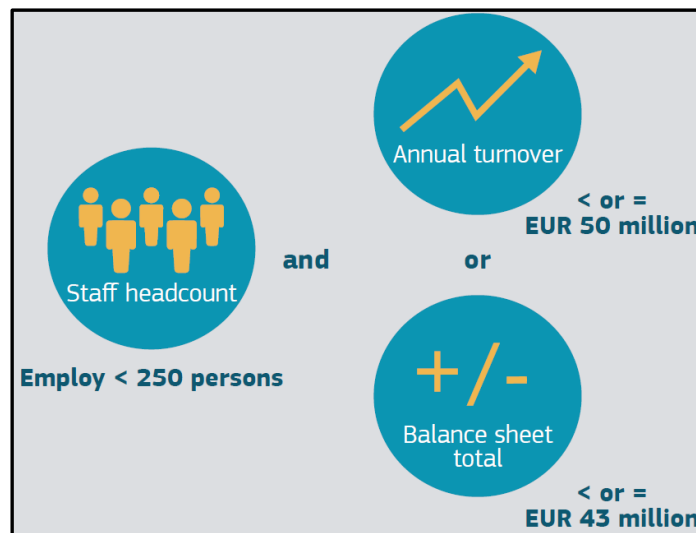 Annual turnover
< or =
EUR 50 million
Staff headcount
and
or
Employ < 250 persons
+/-
Balance sheet
total
< or =
EUR 43 million